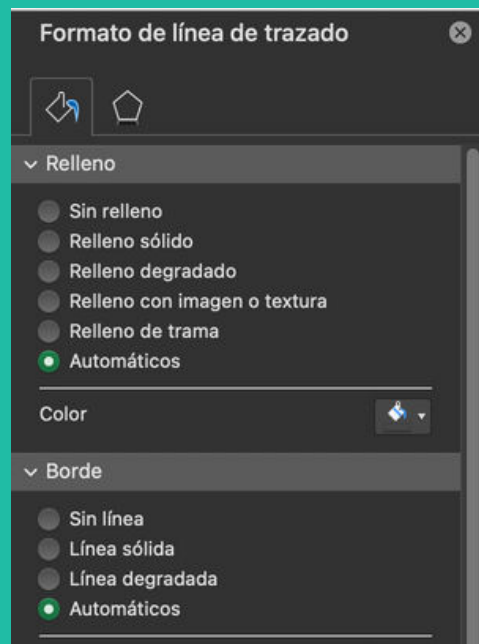 Formato de línea de trazado
Relleno
Sin relleno
Relleno sólido
Relleno degradado
Relleno con imagen o textura
Relleno de trama
Automáticos
Color
Borde
Sin línea
Línea sólida
Línea degradada
Automáticos